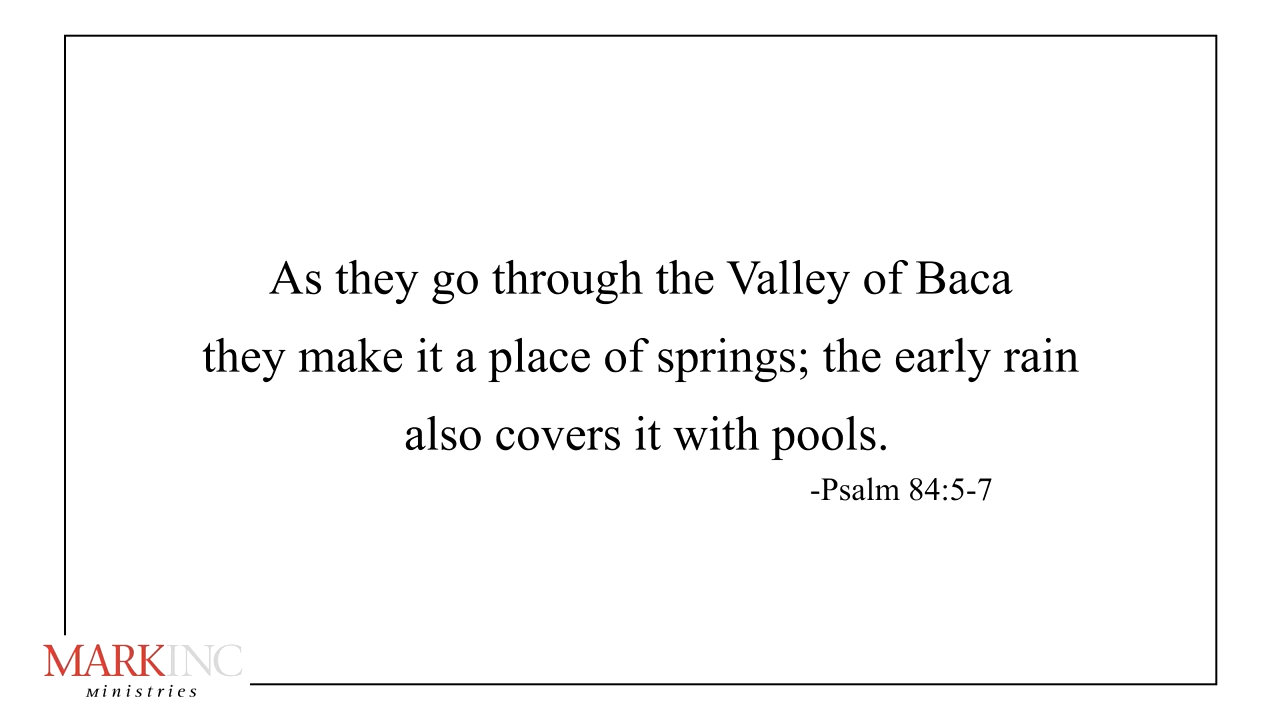 As they go through the Valley of Baca
they make it a place of springs; the early rain
also covers it with pools.
-Psalm 84:5-7
MARKINC
Ministries